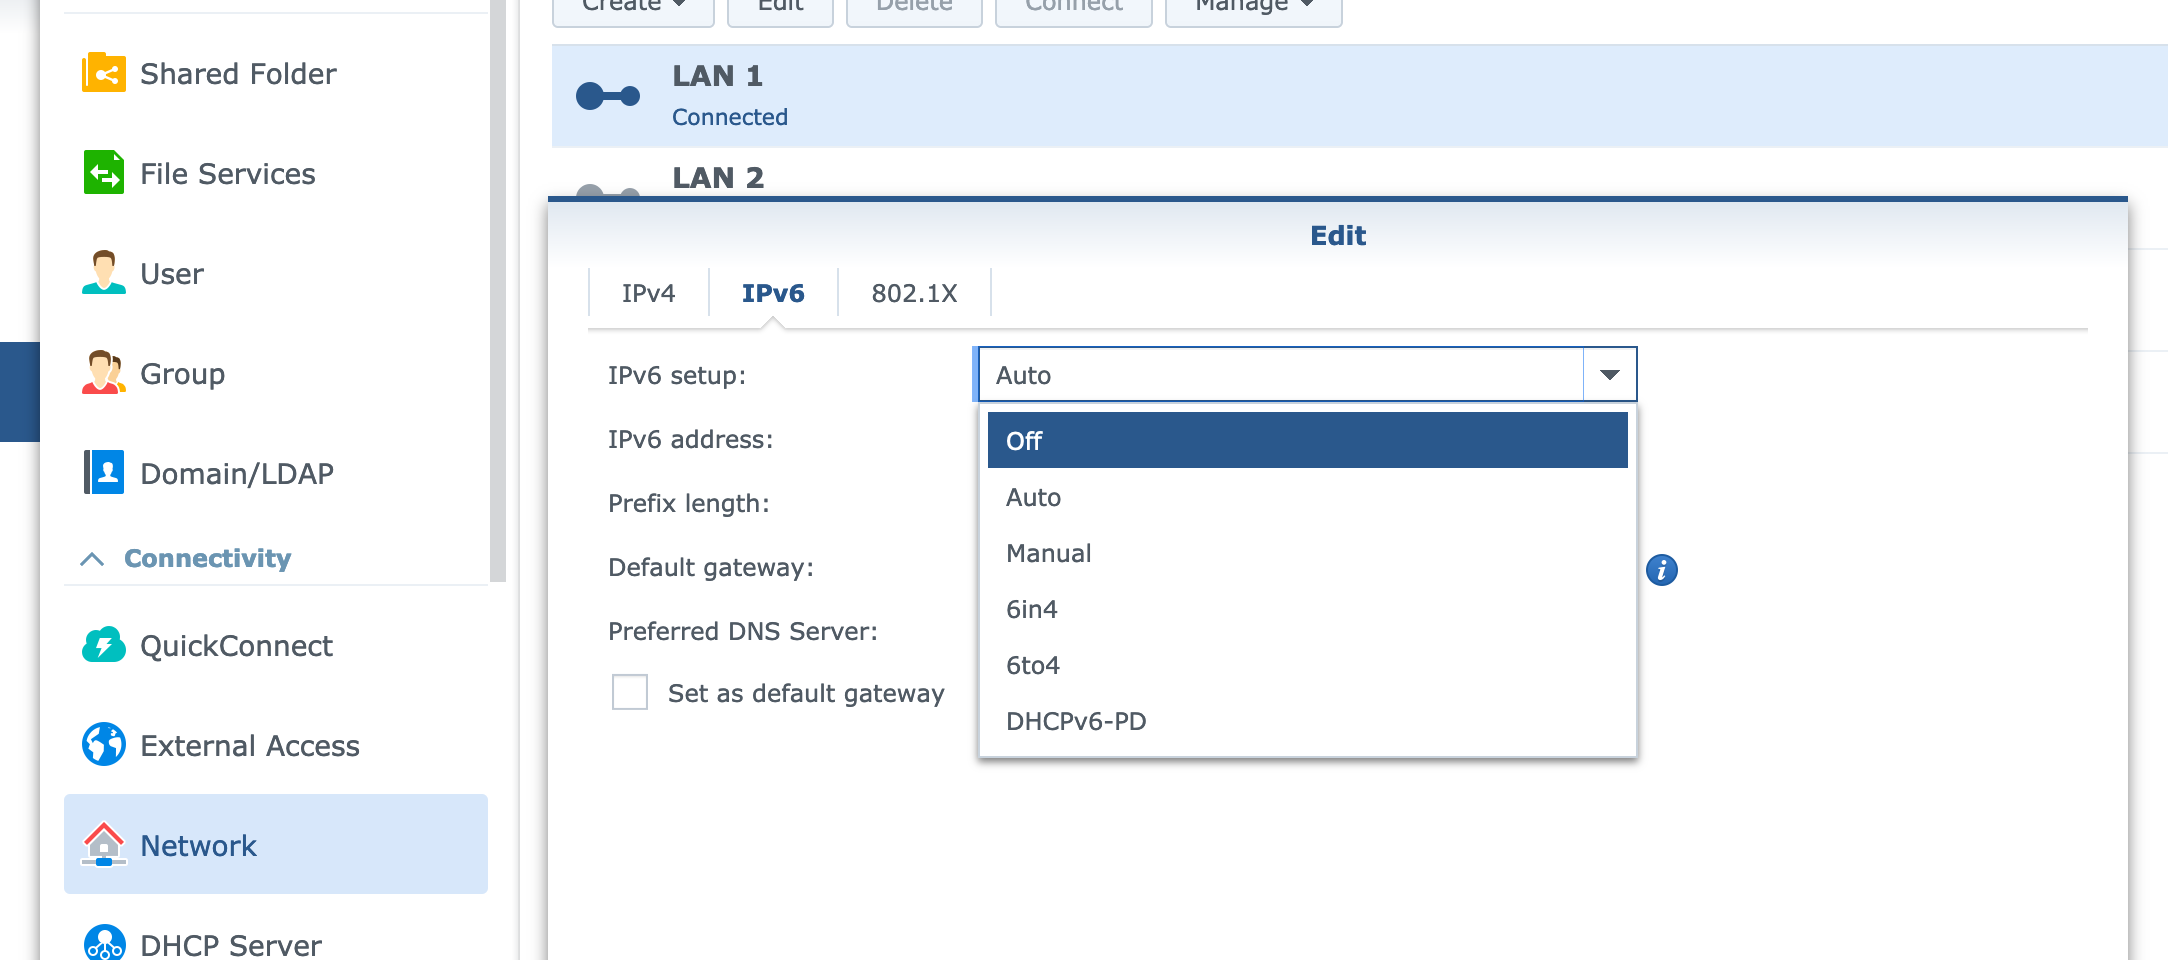 Create
Edit
Delete
Connect
Manage
Shared Folder
File Services
User
Group
Domain/LDAP
Connectivity
QuickConnect
External Access
Network
DHCP Server
LAN 1
Connected
LAN 2
Edit
IPv4
IPv6
802.1X
IPv6 setup:
Auto
IPv6 address:
Prefix length:
Default gateway:
Preferred DNS Server:
Set as default gateway
Off
Auto
Manual
6in4
6to4
DHCPv6-PD
i